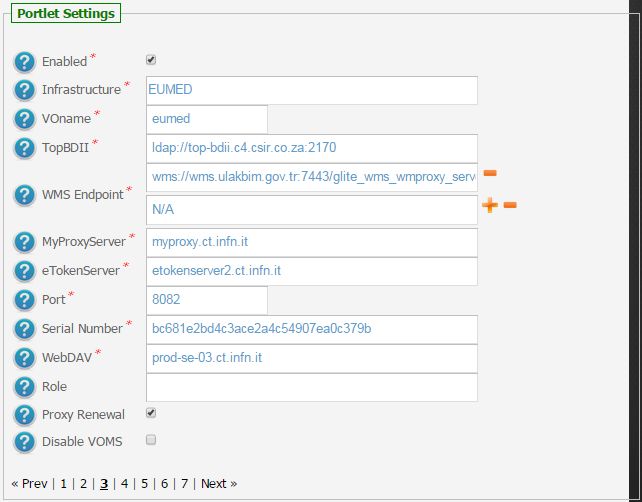 Portlet Settings
Enabled *
Infrastructure * EUMED
VOname * eumed
TopBDII * ldap://top-bdii.c4.csir.co.za:2170
wms://wms.ulakbim.gov.tr:7443/glite_wms_wmproxy_serv
WMS Endpoint *
N/A
MyProxyServer * myproxy.ct.infn.it
eTokenServer * etokenserver2.ct.infn.it
Port * 8082
Serial Number * bc681e2bd4c3ace2a4c54907ea0c379b
WebDAV * prod-se-03.ct.infn.it
Role
Proxy Renewal
Disable VOMS
« Prev | 1 | 2 | 3 | 4 | 5 | 6 | 7 | Next »